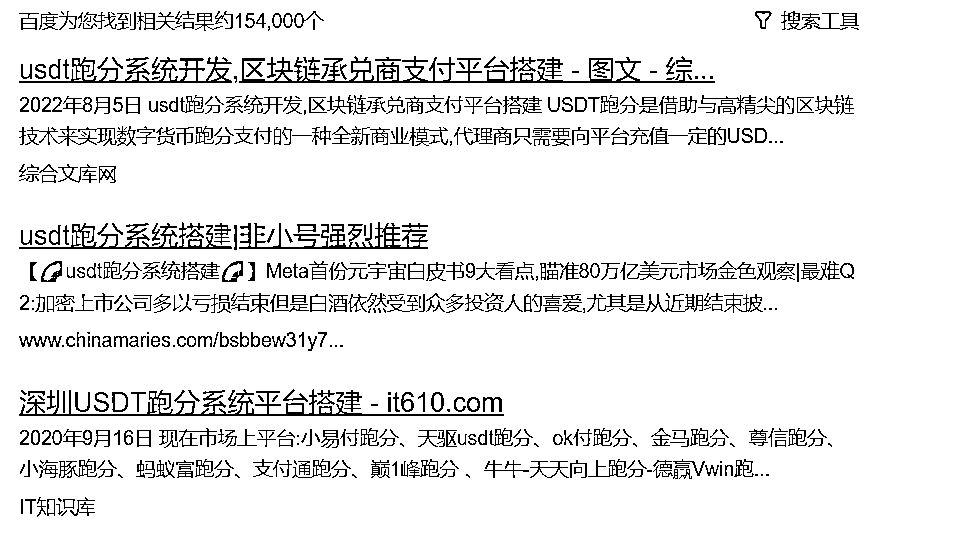 百度为您找到相关结果约154,000个 搜索工具
usdt跑分系统开发,区块链承兑商支付平台搭建 - 图文 - 综...
2022年8月5日 usdt跑分系统开发,区块链承兑商支付平台搭建 USDT跑分是借助与高精尖的区块链
技术来实现数字货币跑分支付的一种全新商业模式,代理商只需要向平台充值一定的USD...
综合文库网
usdt跑分系统搭建|非小号强烈推荐
【🌈usdt跑分系统搭建🌈】Meta首份元宇宙白皮书9大看点,瞄准80万亿美元市场金色观察|最难Q
2:加密上市公司多以亏损结束但是白酒依然受到众多投资人的喜爱,尤其是从近期结束披...
www.chinamaries.com/bsbbew31y7...
深圳USDT跑分系统平台搭建 - it610.com
2020年9月16日 现在市场上平台:小易付跑分、天驱usdt跑分、ok付跑分、金马跑分、尊信跑分、
小海豚跑分、蚂蚁富跑分、支付通跑分、巅1峰跑分 、牛牛-天天向上跑分-德赢Vwin跑...
IT知识库